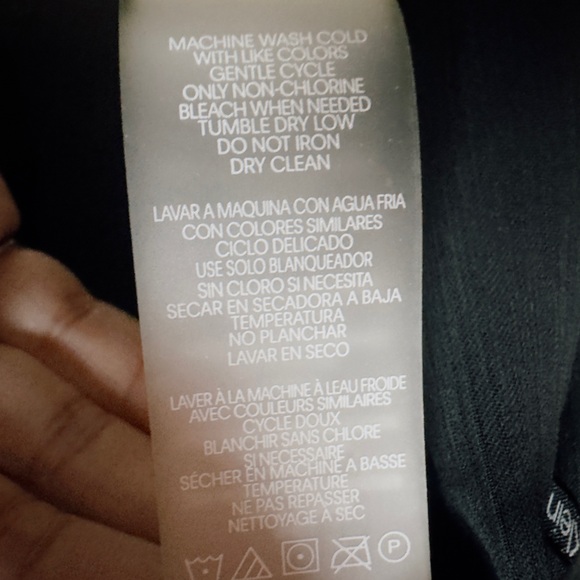 MACHINE WASH COLD
WITH LIKE COLORS
GENTLE CYCLE
ONLY NON-CHLORINE
BLEACH WHEN NEEDED
TUMBLE DRY LOW
DO NOT IRON
DRY CLEAN
LAVAR A MAQUINA CON AGUA FRIA
CON COLORES SIMILARES
CICLO DELICADO
USE SOLO BLANQUEADOR
SIN CLORO SI NECESITA
SECAR EN SECADORA A BAJA
TEMPERATURA
NO PLANCHAR
LAVAR EN SECO
LAVER À LA MACHINE À LEAU FROIDE
AVEC COULEURS SIMILAIRES
CYCLE DOUX
BLANCHIR SANS CHLORE
SI NECESSAIRE
SÉCHER EN MACHINE A BASSE
TEMPÉRATURE
NE PAS REPASSER
NETTOYAGE A SEC
P
lein